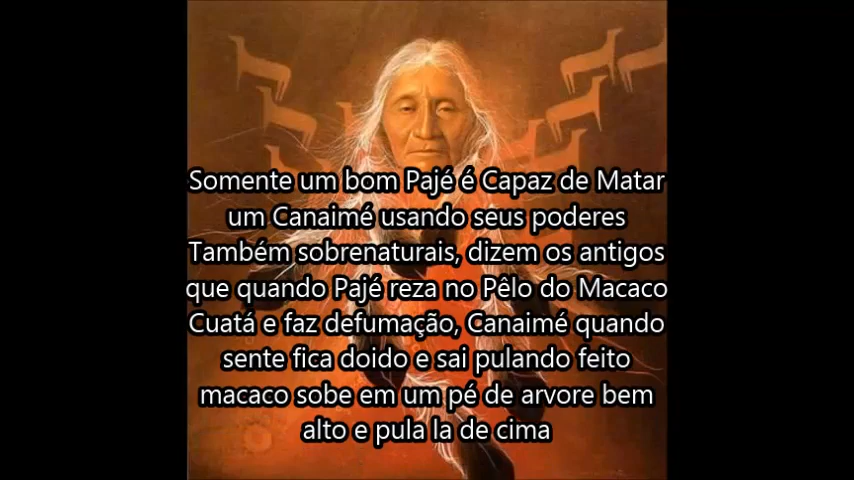 Somente um bom Pajé é Capaz de Matar
um Canaimé usando seus poderes
Também sobrenaturais, dizem os antigos
que quando Pajé reza no Pêlo do Macaco
Cuatá e faz defumação, Canaimé quando
sente fica doido e sai pulando feito
macaco sobe em um pé de arvore bem
alto e pula la de cima